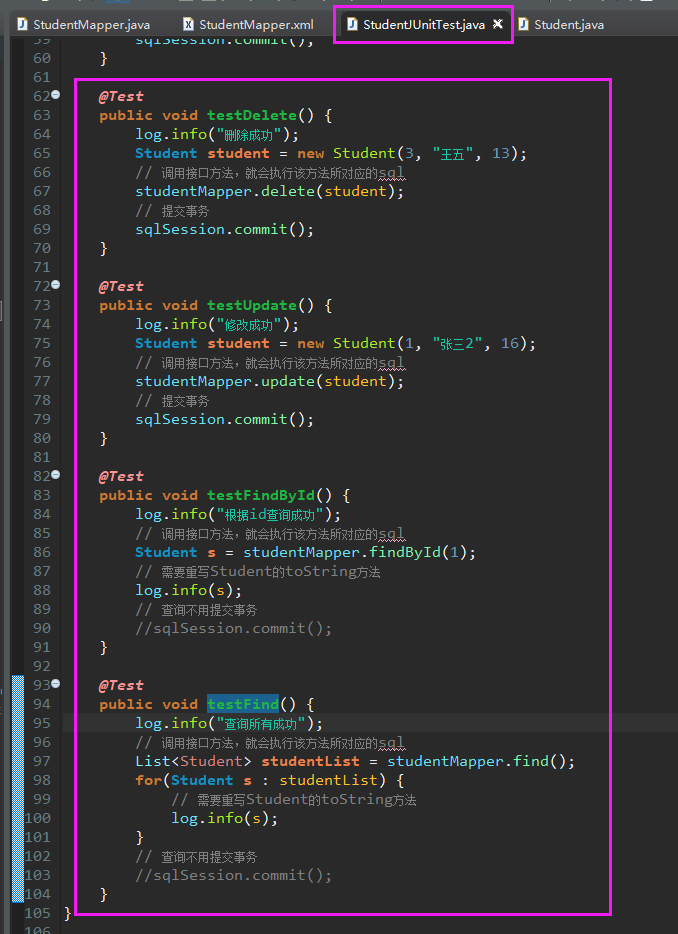 StudentMapper.java StudentMapper.xml StudentJUnitTest.java Student.java
59 sqlSession.commit();
60 }
61
62 @Test
63 public void testDelete() {
64 log.info("删除成功");
65 Student student = new Student(3, "王五", 13);
66 // 调用接口方法，就会执行该方法所对应的sql
67 studentMapper.delete(student);
68 // 提交事务
69 sqlSession.commit();
70 }
71
72 @Test
73 public void testUpdate() {
74 log.info("修改成功");
75 Student student = new Student(1, "张三2", 16);
76 // 调用接口方法，就会执行该方法所对应的sql
77 studentMapper.update(student);
78 // 提交事务
79 sqlSession.commit();
80 }
81
82 @Test
83 public void testFindById() {
84 log.info("根据id查询成功");
85 // 调用接口方法，就会执行该方法所对应的sql
86 Student s = studentMapper.findById(1);
87 // 需要重写Student的toString方法
88 log.info(s);
89 // 查询不用提交事务
90 //sqlSession.commit();
91 }
92
93 @Test
94 public void testFind() {
95 log.info("查询所有成功");
96 // 调用接口方法，就会执行该方法所对应的sql
97 List<Student> studentList = studentMapper.find();
98 for(Student s : studentList) {
99 // 需要重写Student的toString方法
100 log.info(s);
101 }
102 // 查询不用提交事务
103 //sqlSession.commit();
104 }
105 }
106